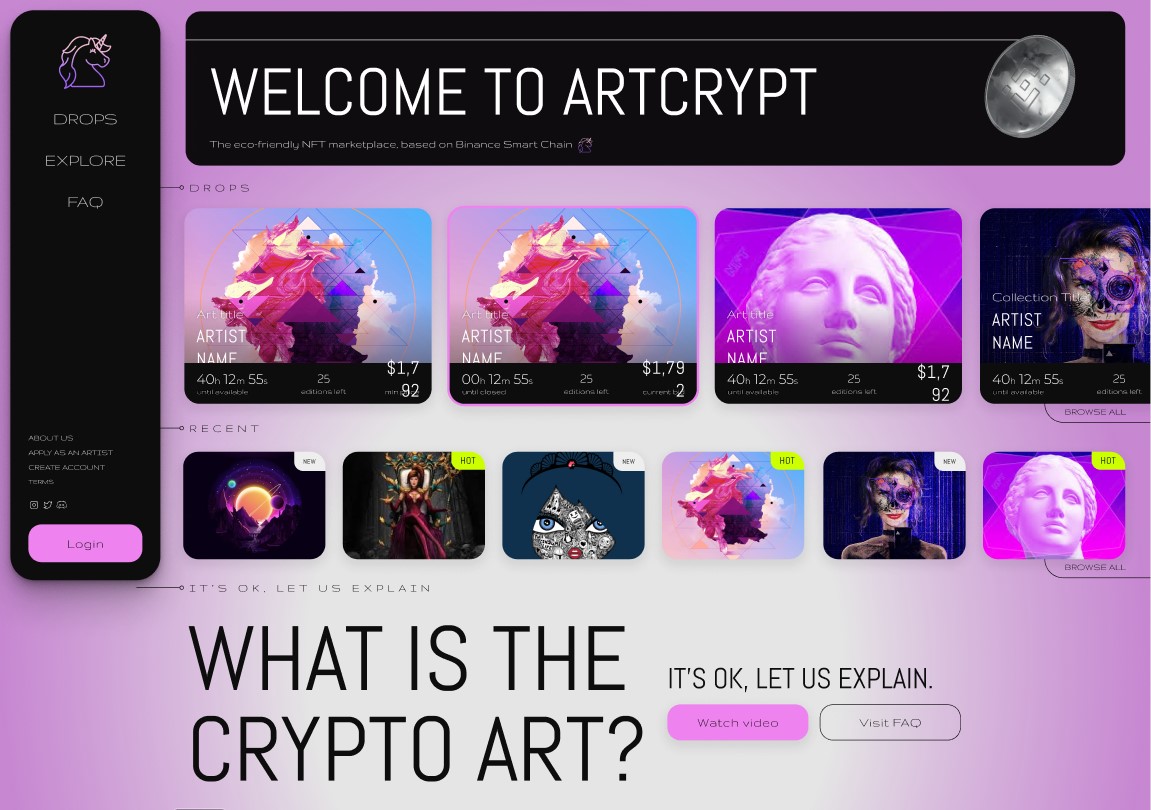 DROPS
EXPLORE
FAQ
ABOUT US
APPLY AS AN ARTIST
CREATE ACCOUNT
TERMS
Login
WELCOME TO ARTCRYPT
The eco-friendly NFT marketplace, based on Binance Smart Chain
DROPS
Art title
ARTIST
NAME
40h 12m 55s
until available
25
editions left
$1,7
92
Art title
ARTIST
NAME
00h 12m 55s
until closed
25
editions left
$1,79
2
current
Art title
ARTIST
NAME
40h 12m 55s
until available
25
editions left
$1,7
92
Collection Title
ARTIST
NAME
40h 12m 55s
until available
25
editions left
BROWSE ALL
RECENT
NEW
HOT
NEW
HOT
NEW
HOT
BROWSE ALL
IT'S OK, LET US EXPLAIN
WHAT IS THE
CRYPTO ART?
IT'S OK, LET US EXPLAIN.
Watch video
Visit FAQ